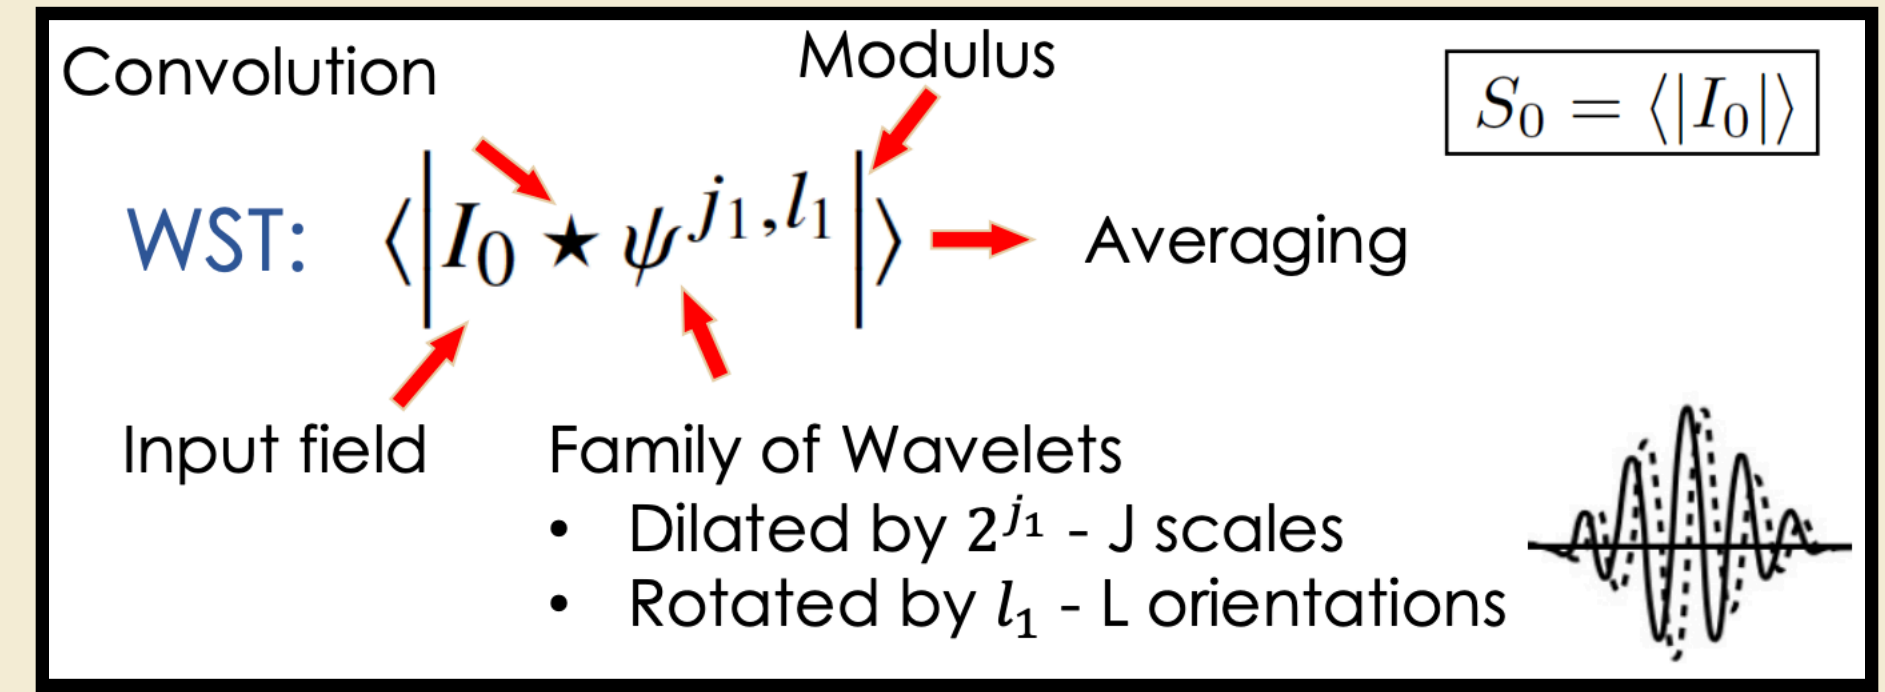 Convolution
Modulus
S₀ = ⟨|I₀|⟩
WST: ⟨|I₀ ★ ψ^{j₁,l₁}|⟩
Averaging
Input field
Family of Wavelets
• Dilated by 2^{j₁} - J scales
• Rotated by l₁ - L orientations